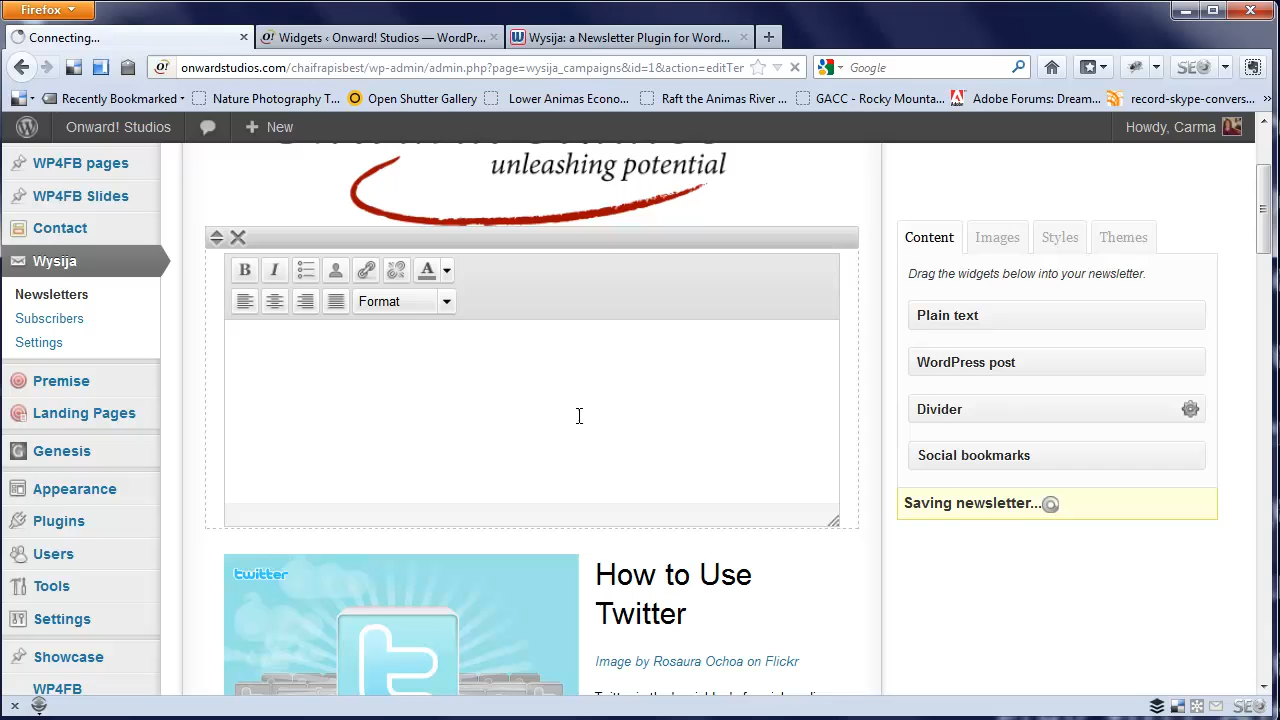 Firefox
Connecting...
Widgets ‹ Onward! Studios — WordPr...
Wysija: a Newsletter Plugin for Word...
onwardstudios.com/chaifrapisbest/wp-admin/admin.php?page=wysija_campaigns&id=1&action=editTer
Google
SEO
Recently Bookmarked
Nature Photography T...
Open Shutter Gallery
Lower Animas Econo...
Raft the Animas River ...
GACC - Rocky Mounta...
Adobe Forums: Dream...
record-skype-convers...
Onward! Studios
New
Howdy, Carma
WP4FB pages
WP4FB Slides
Contact
Wysija
Newsletters
Subscribers
Settings
Premise
Landing Pages
Genesis
Appearance
Plugins
Users
Tools
Settings
Showcase
WP4FB
unleashing potential
B I A
Format
twitter
How to Use
Twitter
Image by Rosaura Ochoa on Flickr
Content
Images
Styles
Themes
Drag the widgets below into your newsletter.
Plain text
WordPress post
Divider
Social bookmarks
Saving newsletter...
SEO